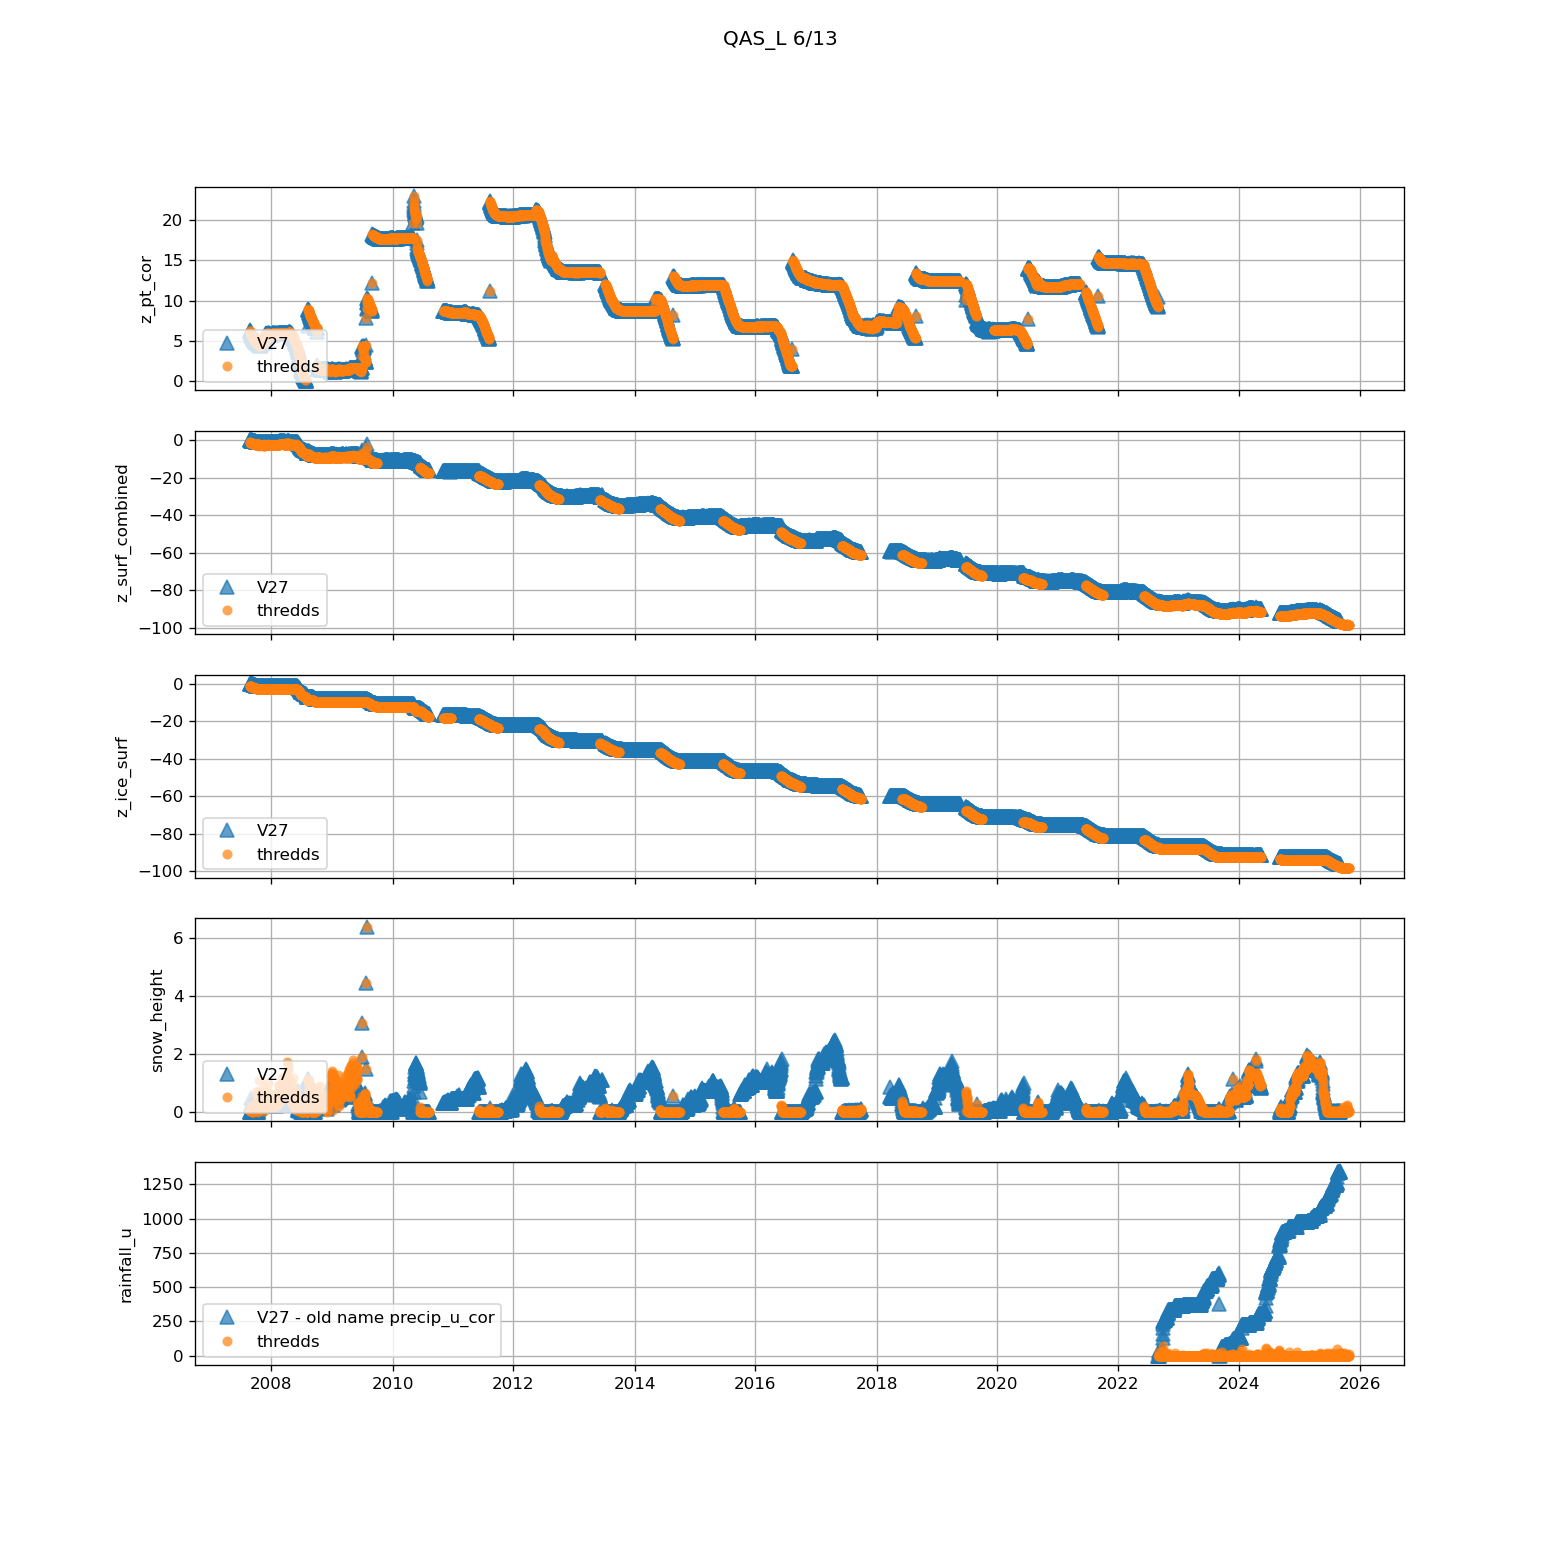 QAS_L 6/13
z_pt_cor
20
15
10
5
0
V27
thredds
z_surf_combined
0
−20
−40
−60
−80
−100
V27
thredds
z_ice_surf
0
−20
−40
−60
−80
−100
V27
thredds
snow_height
6
4
2
0
V27
thredds
rainfall_u
1250
1000
750
500
250
0
V27 - old name precip_u_cor
thredds
2008 2010 2012 2014 2016 2018 2020 2022 2024 2026